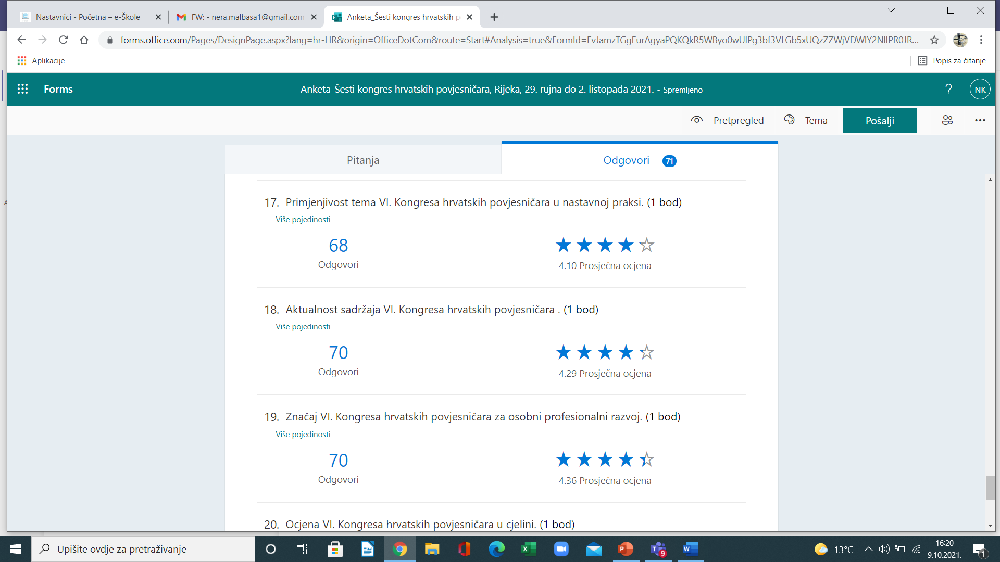 Nastavnici - Početna – e-Škole
FW: - nera.malbasa1@gmail.com
Anketa_Šesti kongres hrvatskih p
forms.office.com/Pages/DesignPage.aspx?lang=hr-HR&origin=OfficeDotCom&route=Start#Analysis=true&FormId=FvJamzTGgEurAgyaPQKQkR5WByo0wUlPg3bf3VLGb5xUQzZZWjVDWlY2NllPR0JR...
Aplikacije
Popis za čitanje
Forms
Anketa_Šesti kongres hrvatskih povjesničara, Rijeka, 29. rujna do 2. listopada 2021. - Spremljeno
?
NK
Pretpregled
Tema
Pošalji
Pitanja
Odgovori 71
17. Primjenjivost tema VI. Kongresa hrvatskih povjesničara u nastavnoj praksi. (1 bod)
Više pojedinosti
68
Odgovori
4.10 Prosječna ocjena
18. Aktualnost sadržaja VI. Kongresa hrvatskih povjesničara . (1 bod)
Više pojedinosti
70
Odgovori
4.29 Prosječna ocjena
19. Značaj VI. Kongresa hrvatskih povjesničara za osobni profesionalni razvoj. (1 bod)
Više pojedinosti
70
Odgovori
4.36 Prosječna ocjena
20. Ocjena VI. Kongresa hrvatskih povjesničara u cjelini. (1 bod)
Upišite ovdje za pretraživanje
9
13°C
16:20
9.10.2021.
1